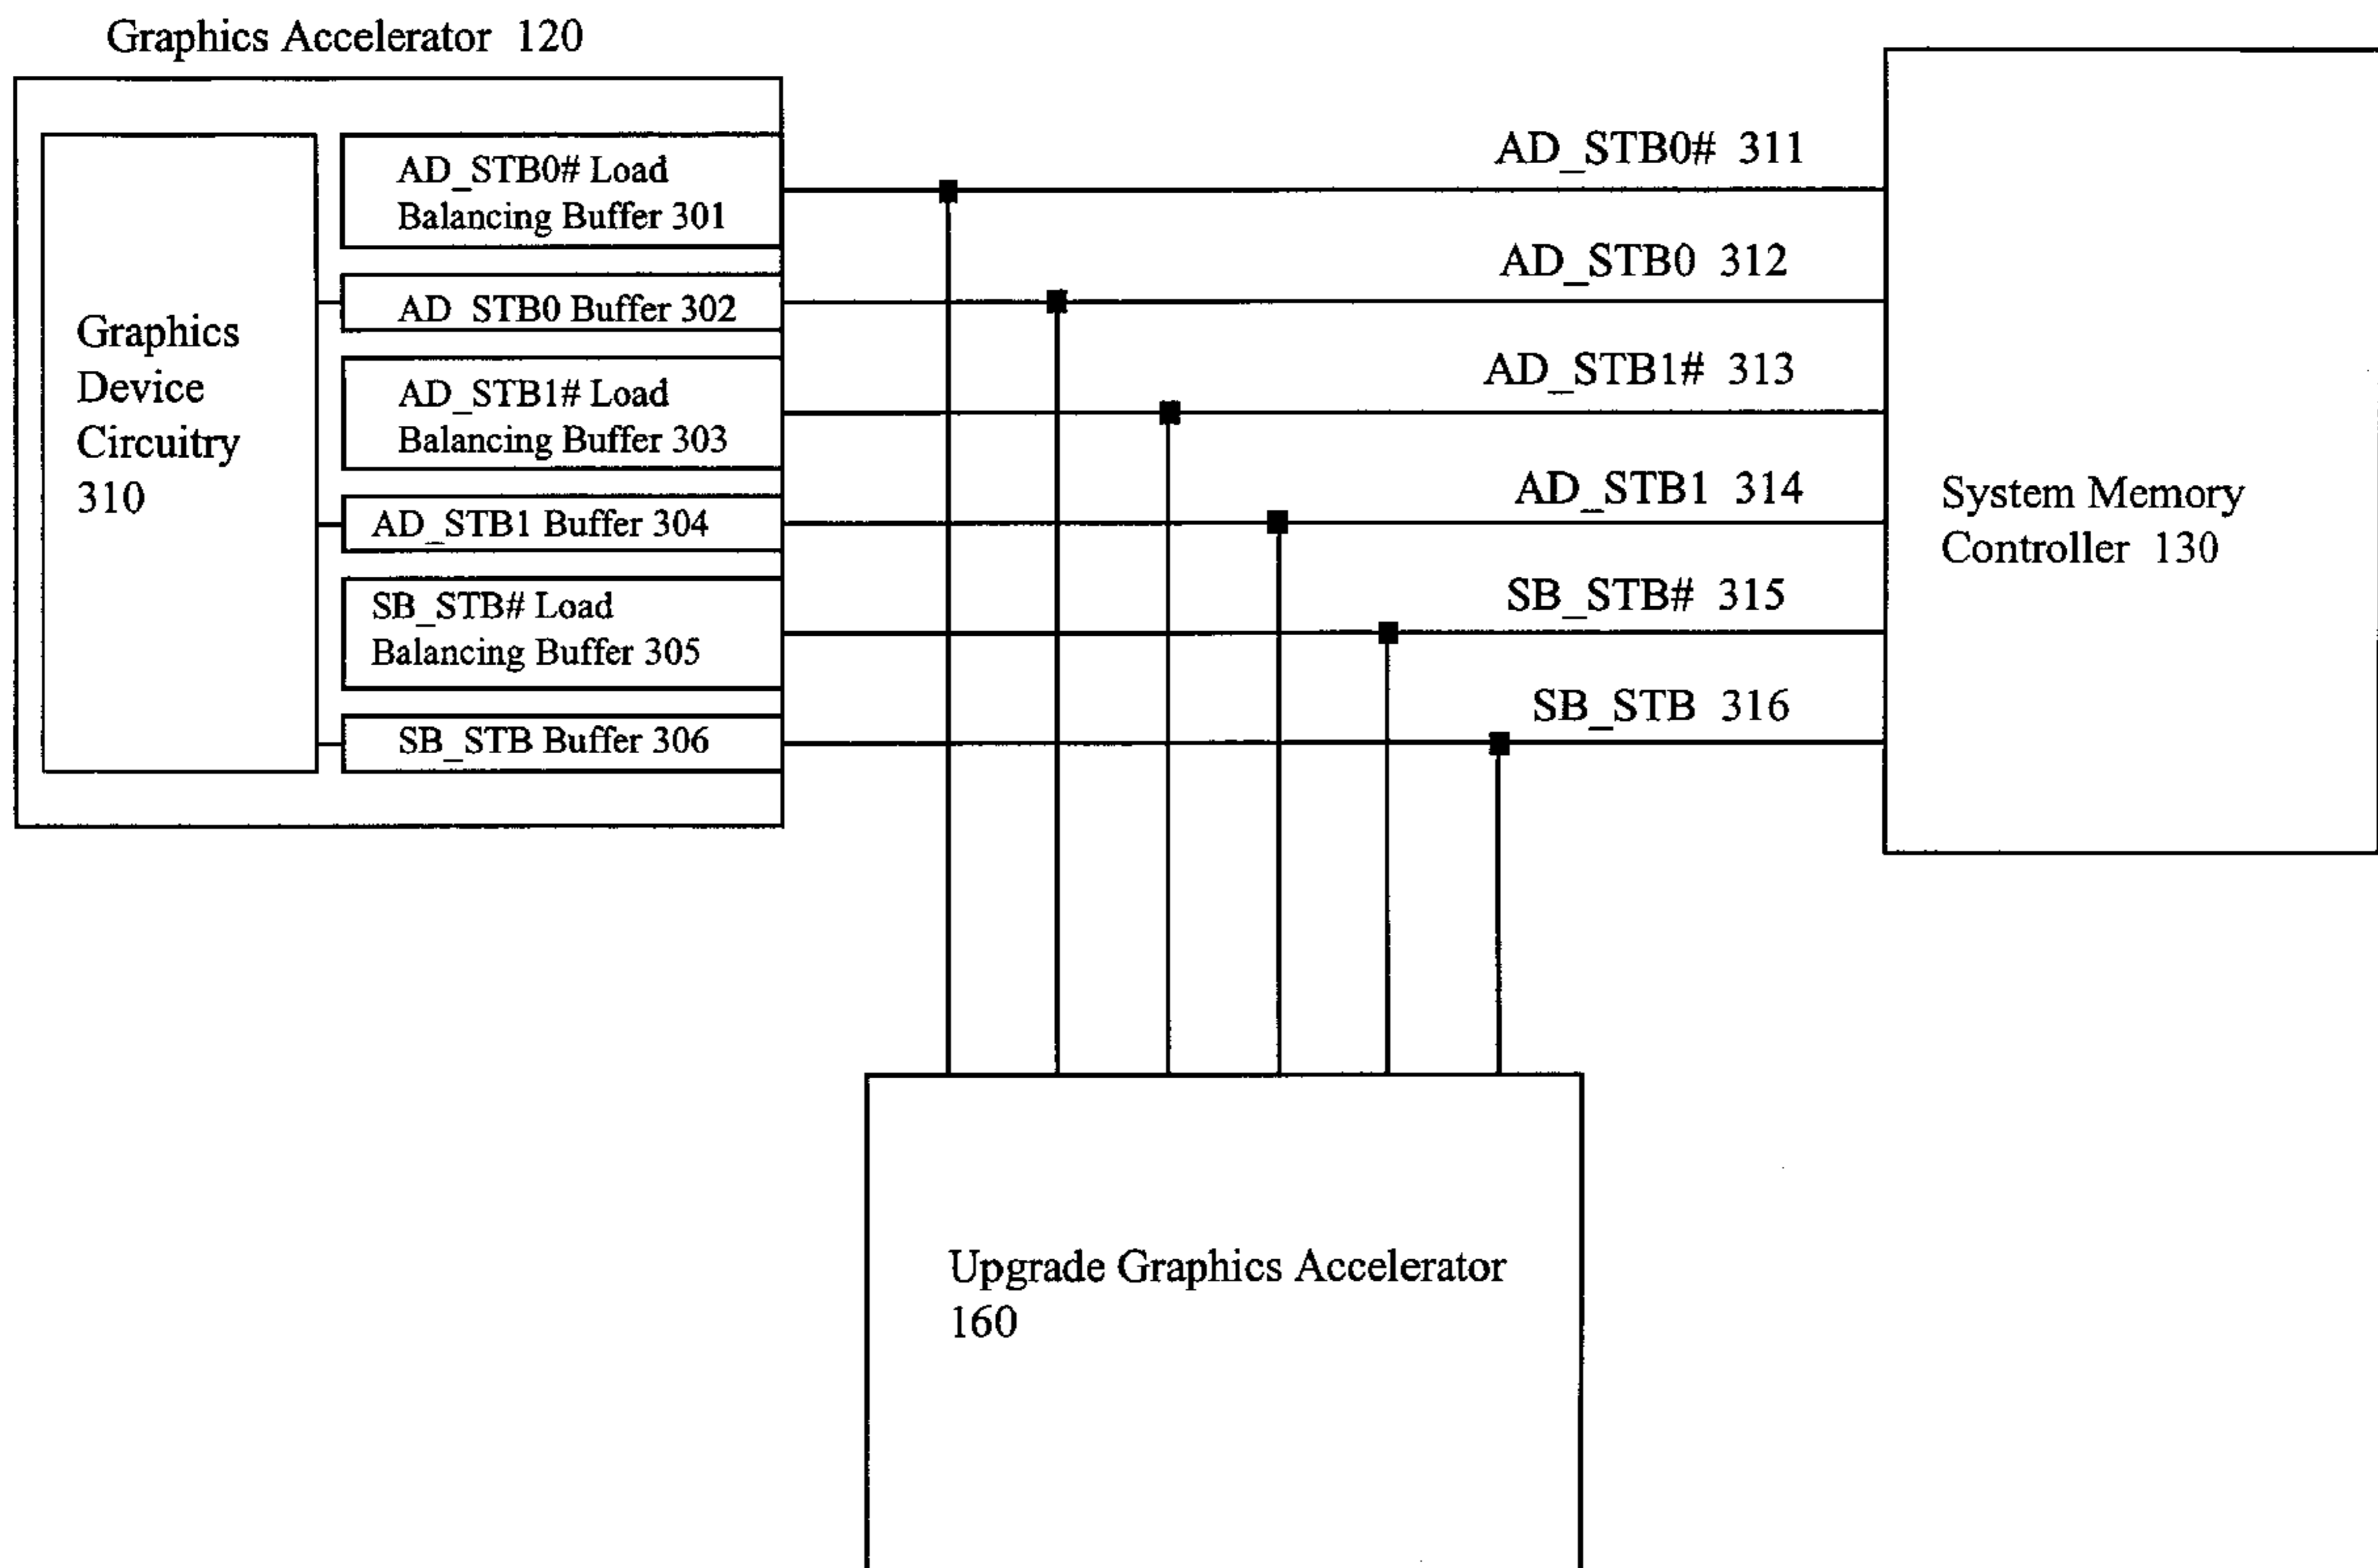 Graphics Accelerator 120
AD_STB0# Load
Balancing Buffer 301
AD_STB0 Buffer 302
AD_STB1# Load
Balancing Buffer 303
AD_STB1 Buffer 304
SB_STB# Load
Balancing Buffer 305
SB_STB Buffer 306
Graphics
Device
Circuitry
310
AD_STB0# 311
AD_STB0 312
AD_STB1# 313
AD_STB1 314
SB_STB# 315
SB_STB 316
System Memory
Controller 130
Upgrade Graphics Accelerator
160